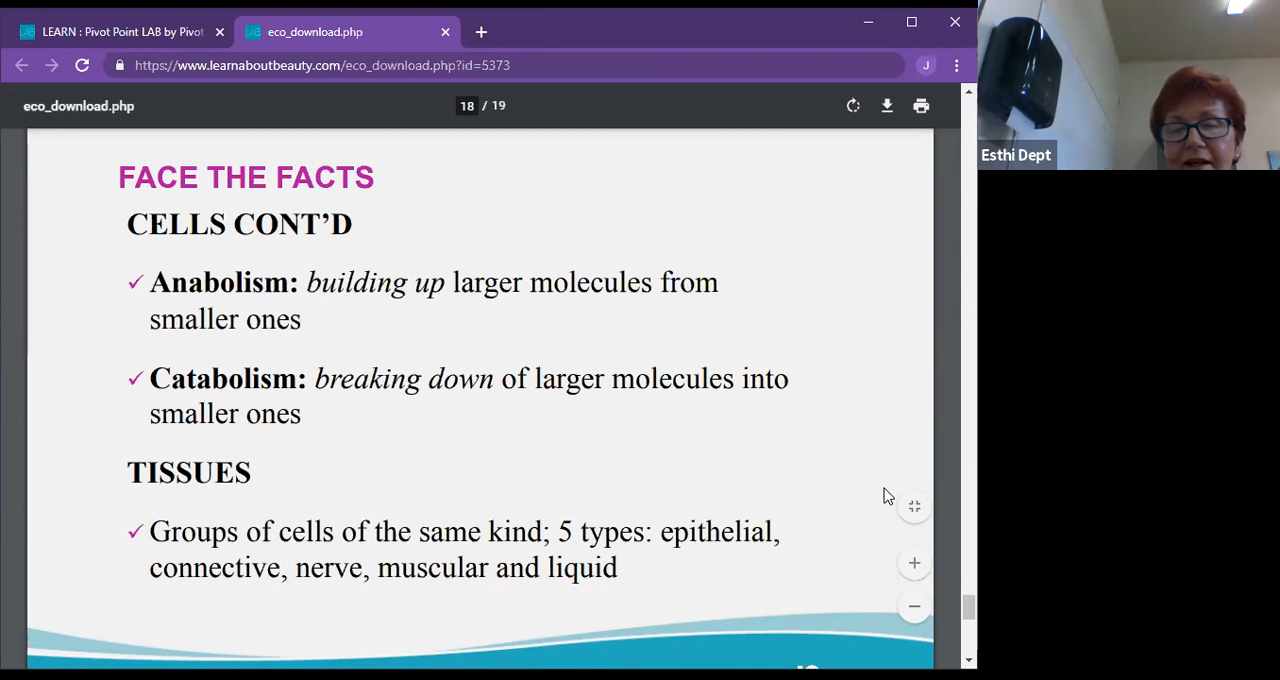 LEARN : Pivot Point LAB by Pivot
eco_download.php
https://www.learnaboutbeauty.com/eco_download.php?id=5373
J
eco_download.php
18 / 19
Esthi Dept
FACE THE FACTS
CELLS CONT’D
✓ Anabolism: building up larger molecules from
smaller ones
✓ Catabolism: breaking down of larger molecules into
smaller ones
TISSUES
✓ Groups of cells of the same kind; 5 types: epithelial,
connective, nerve, muscular and liquid